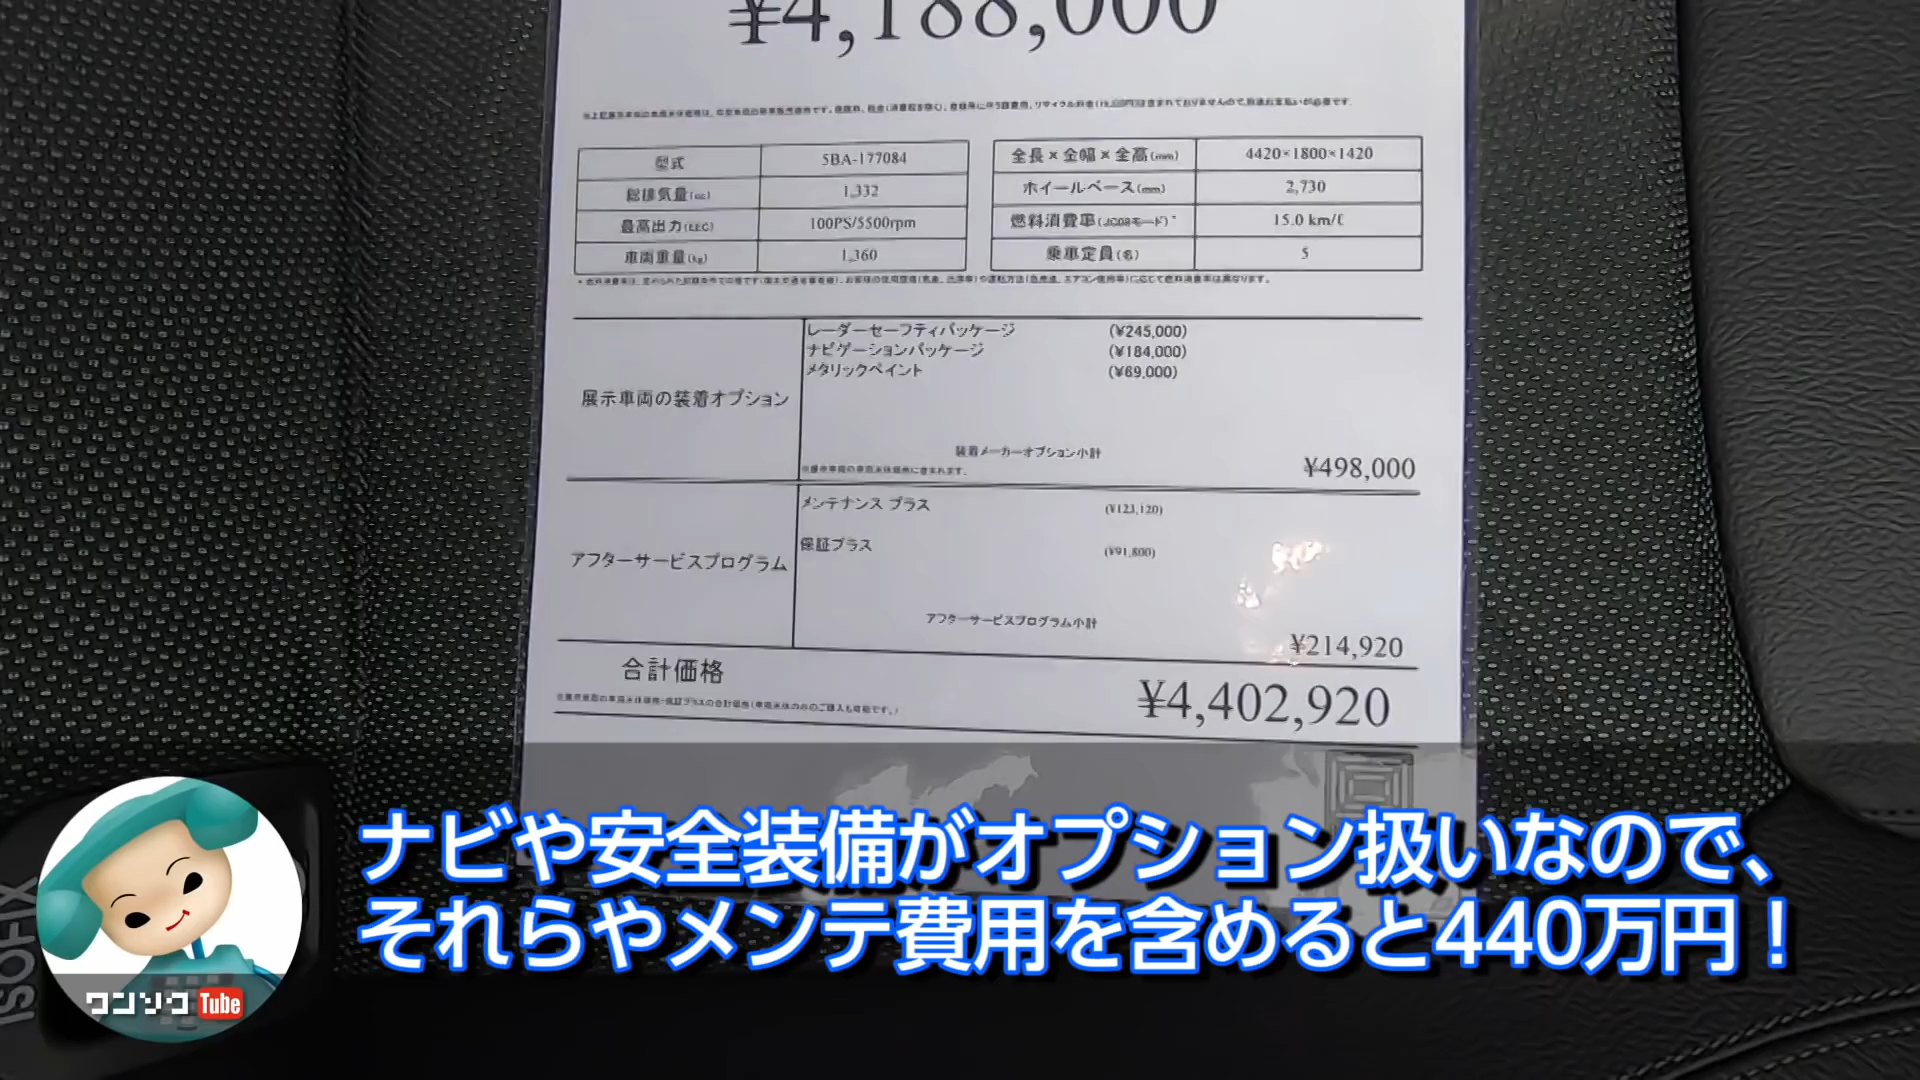 ¥4,188,000
型式 5BA-177084
総排気量(cc) 1,332
最高出力(EEC) 100PS/5500rpm
車両重量(kg) 1,360
全長×全幅×全高(mm) 4420×1800×1420
ホイールベース(mm) 2,730
燃料消費率(JC08モード)* 15.0 km/ℓ
乗車定員(名) 5
展示車両の装着オプション
レーダーセーフティパッケージ (¥245,000)
ナビゲーションパッケージ (¥184,000)
メタリックペイント (¥69,000)
装着メーカーオプション小計
¥498,000
アフターサービスプログラム
メンテナンス プラス (¥123,120)
保証プラス (¥91,800)
アフターサービスプログラム小計
¥214,920
合計価格
¥4,402,920
ナビや安全装備がオプション扱いなので、
それらやメンテ費用を含めると440万円！
ワンソクTube
ISOFIX